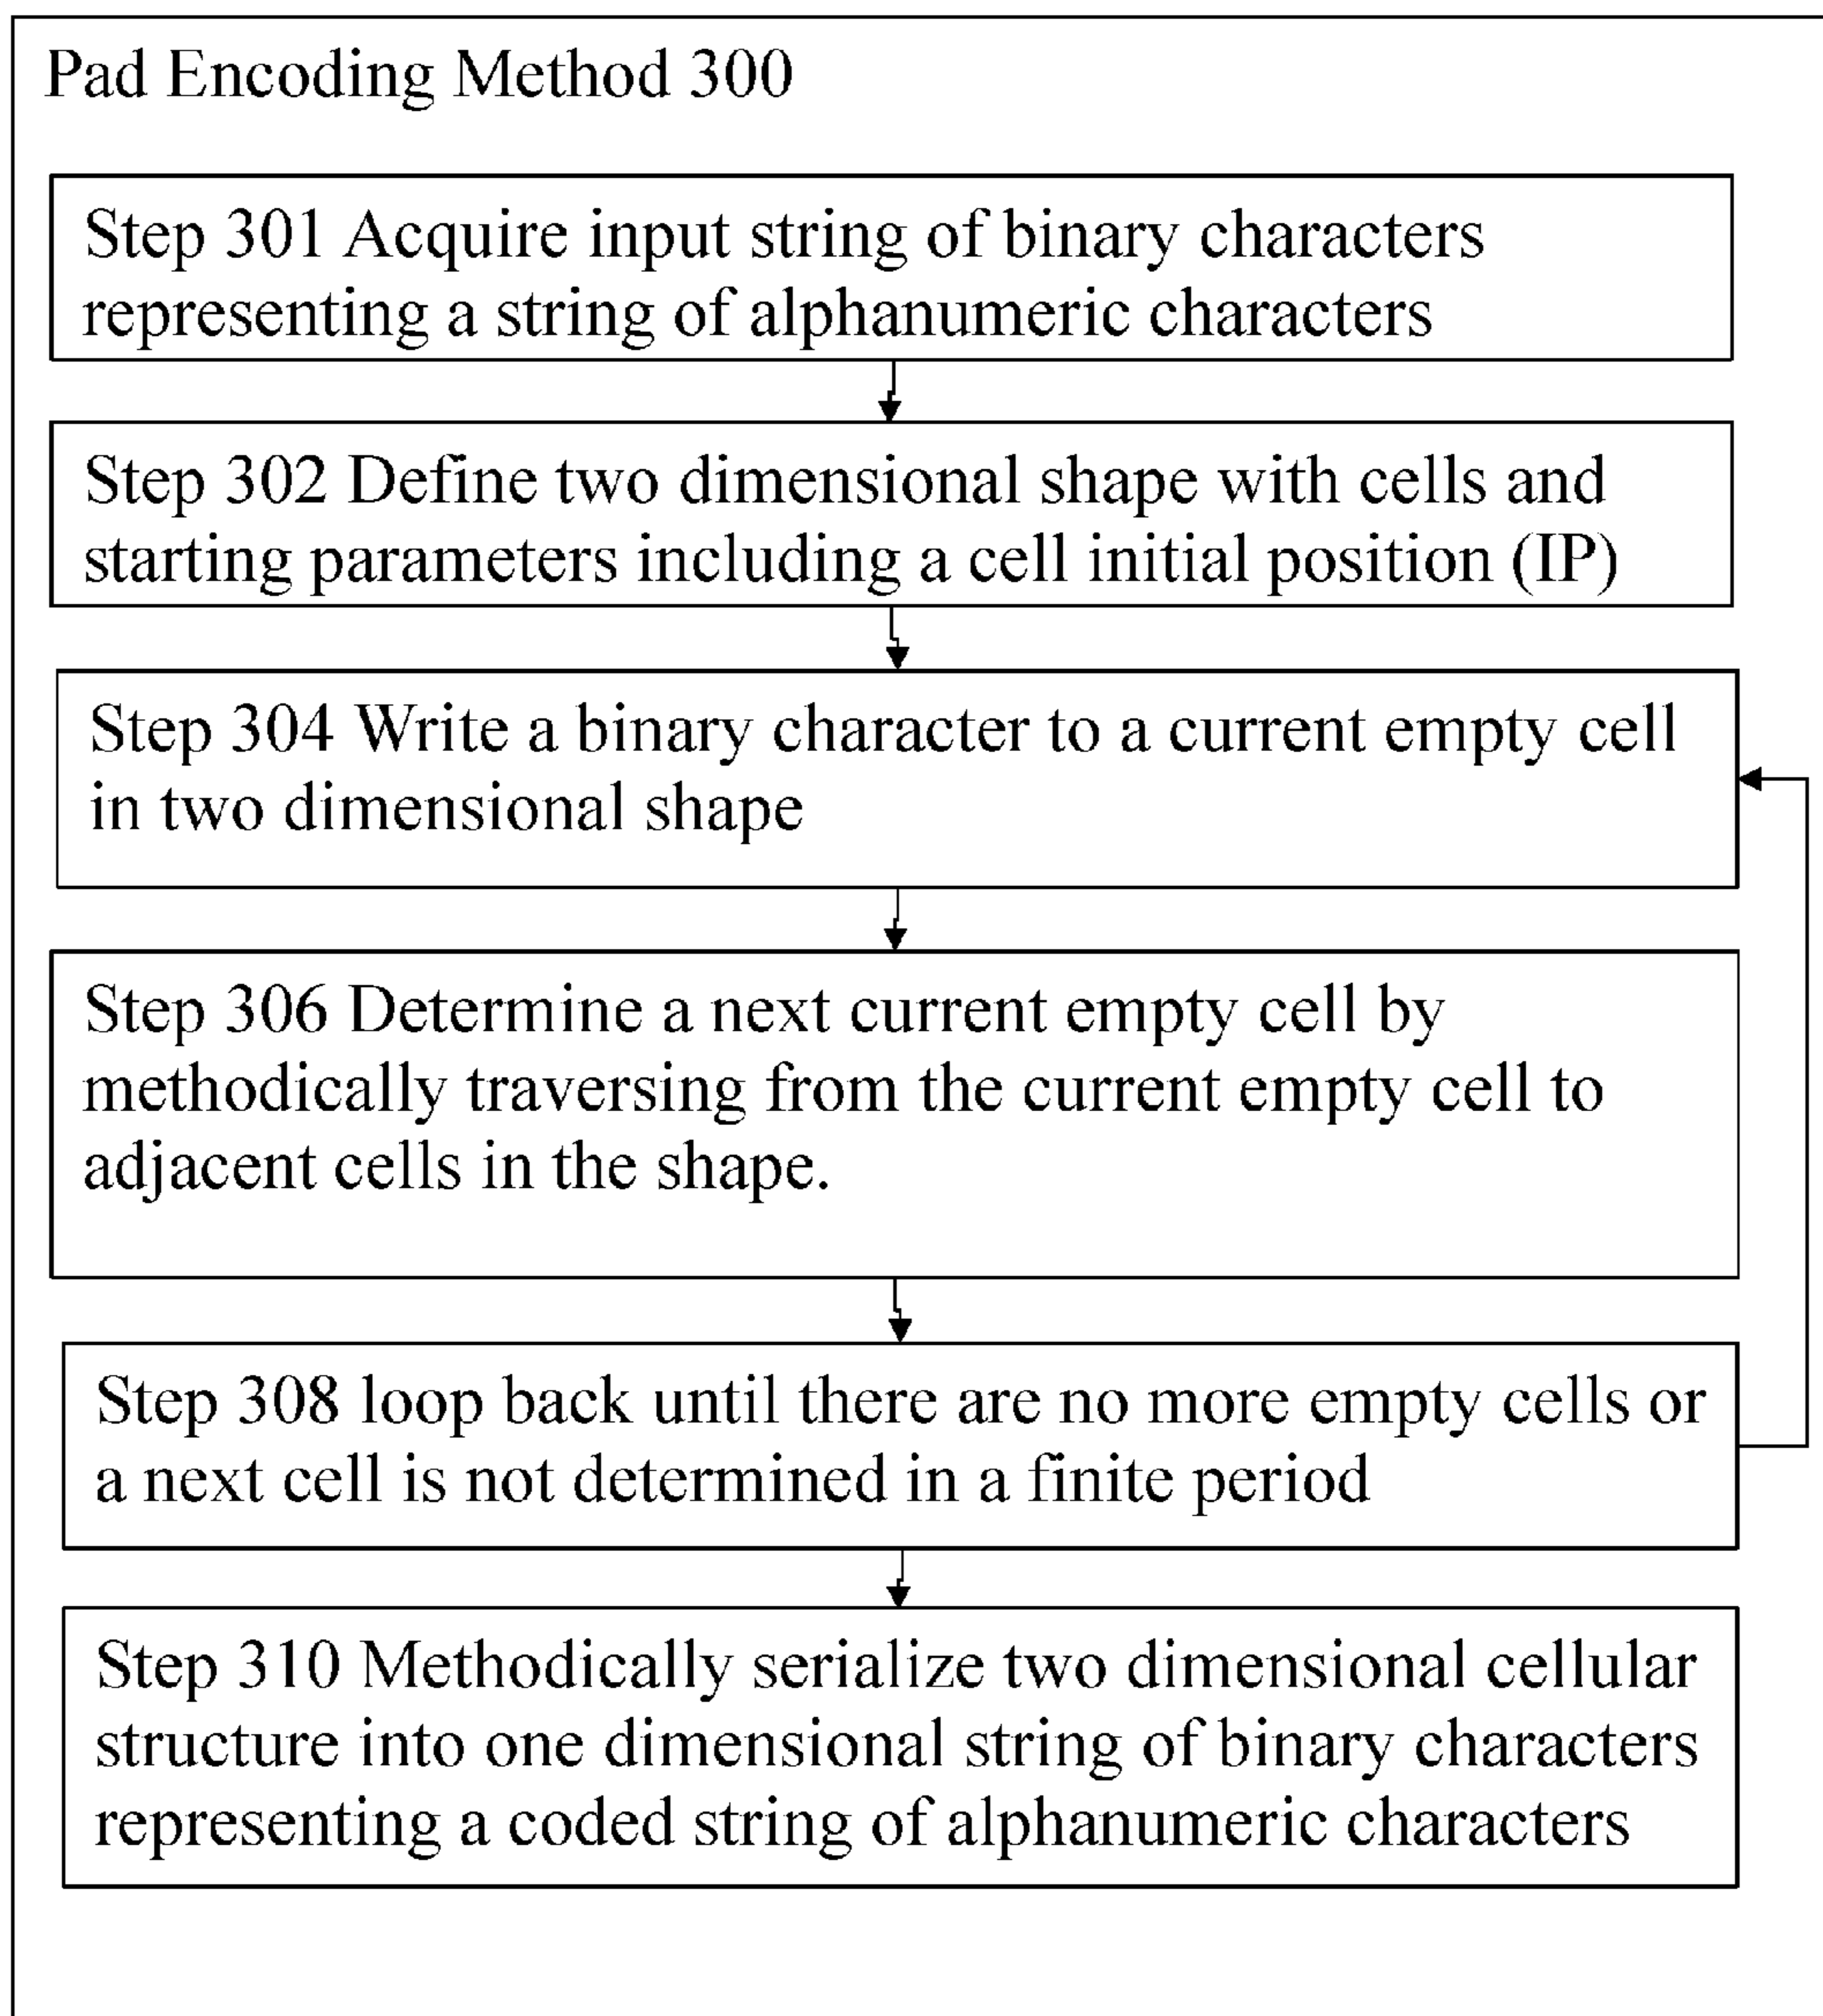 Pad Encoding Method 300
Step 301 Acquire input string of binary characters
representing a string of alphanumeric characters
Step 302 Define two dimensional shape with cells and
starting parameters including a cell initial position (IP)
Step 304 Write a binary character to a current empty cell
in two dimensional shape
Step 306 Determine a next current empty cell by
methodically traversing from the current empty cell to
adjacent cells in the shape.
Step 308 loop back until there are no more empty cells or
a next cell is not determined in a finite period
Step 310 Methodically serialize two dimensional cellular
structure into one dimensional string of binary characters
representing a coded string of alphanumeric characters